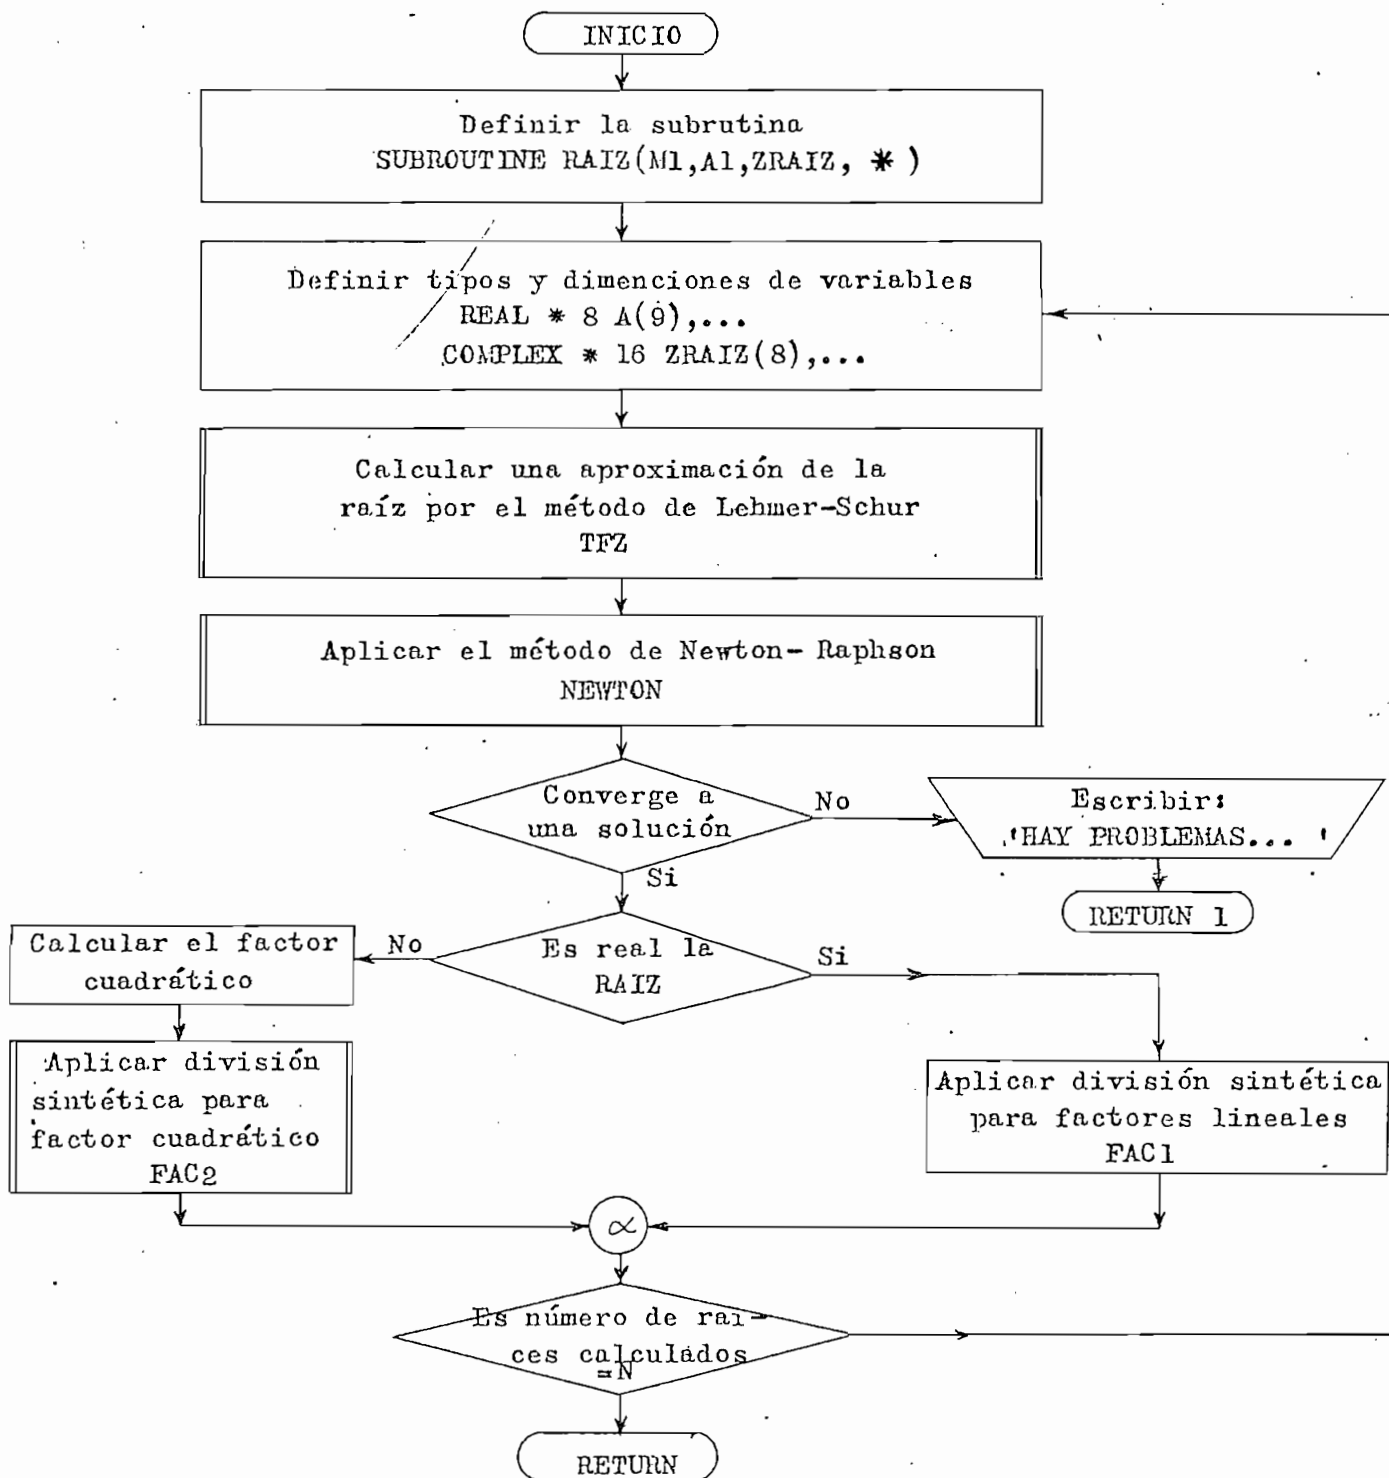 INICIO
Definir la subrutina
SUBROUTINE RAIZ(M1,A1,ZRAIZ, * )
Definir tipos y dimenciones de variables
REAL * 8 A(9),...
COMPLEX * 16 ZRAIZ(8),...
Calcular una aproximación de la
raíz por el método de Lehmer-Schur
TFZ
Aplicar el método de Newton- Raphson
NEWTON
Converge a
una solución
No
Escribir:
'HAY PROBLEMAS... '
Si
RETURN 1
Es real la
RAIZ
No
Si
Calcular el factor
cuadrático
Aplicar división
sintética para
factor cuadrático
FAC2
Aplicar división sintética
para factores lineales
FAC1
∝
Es número de rai-
ces calculados
=N
RETURN